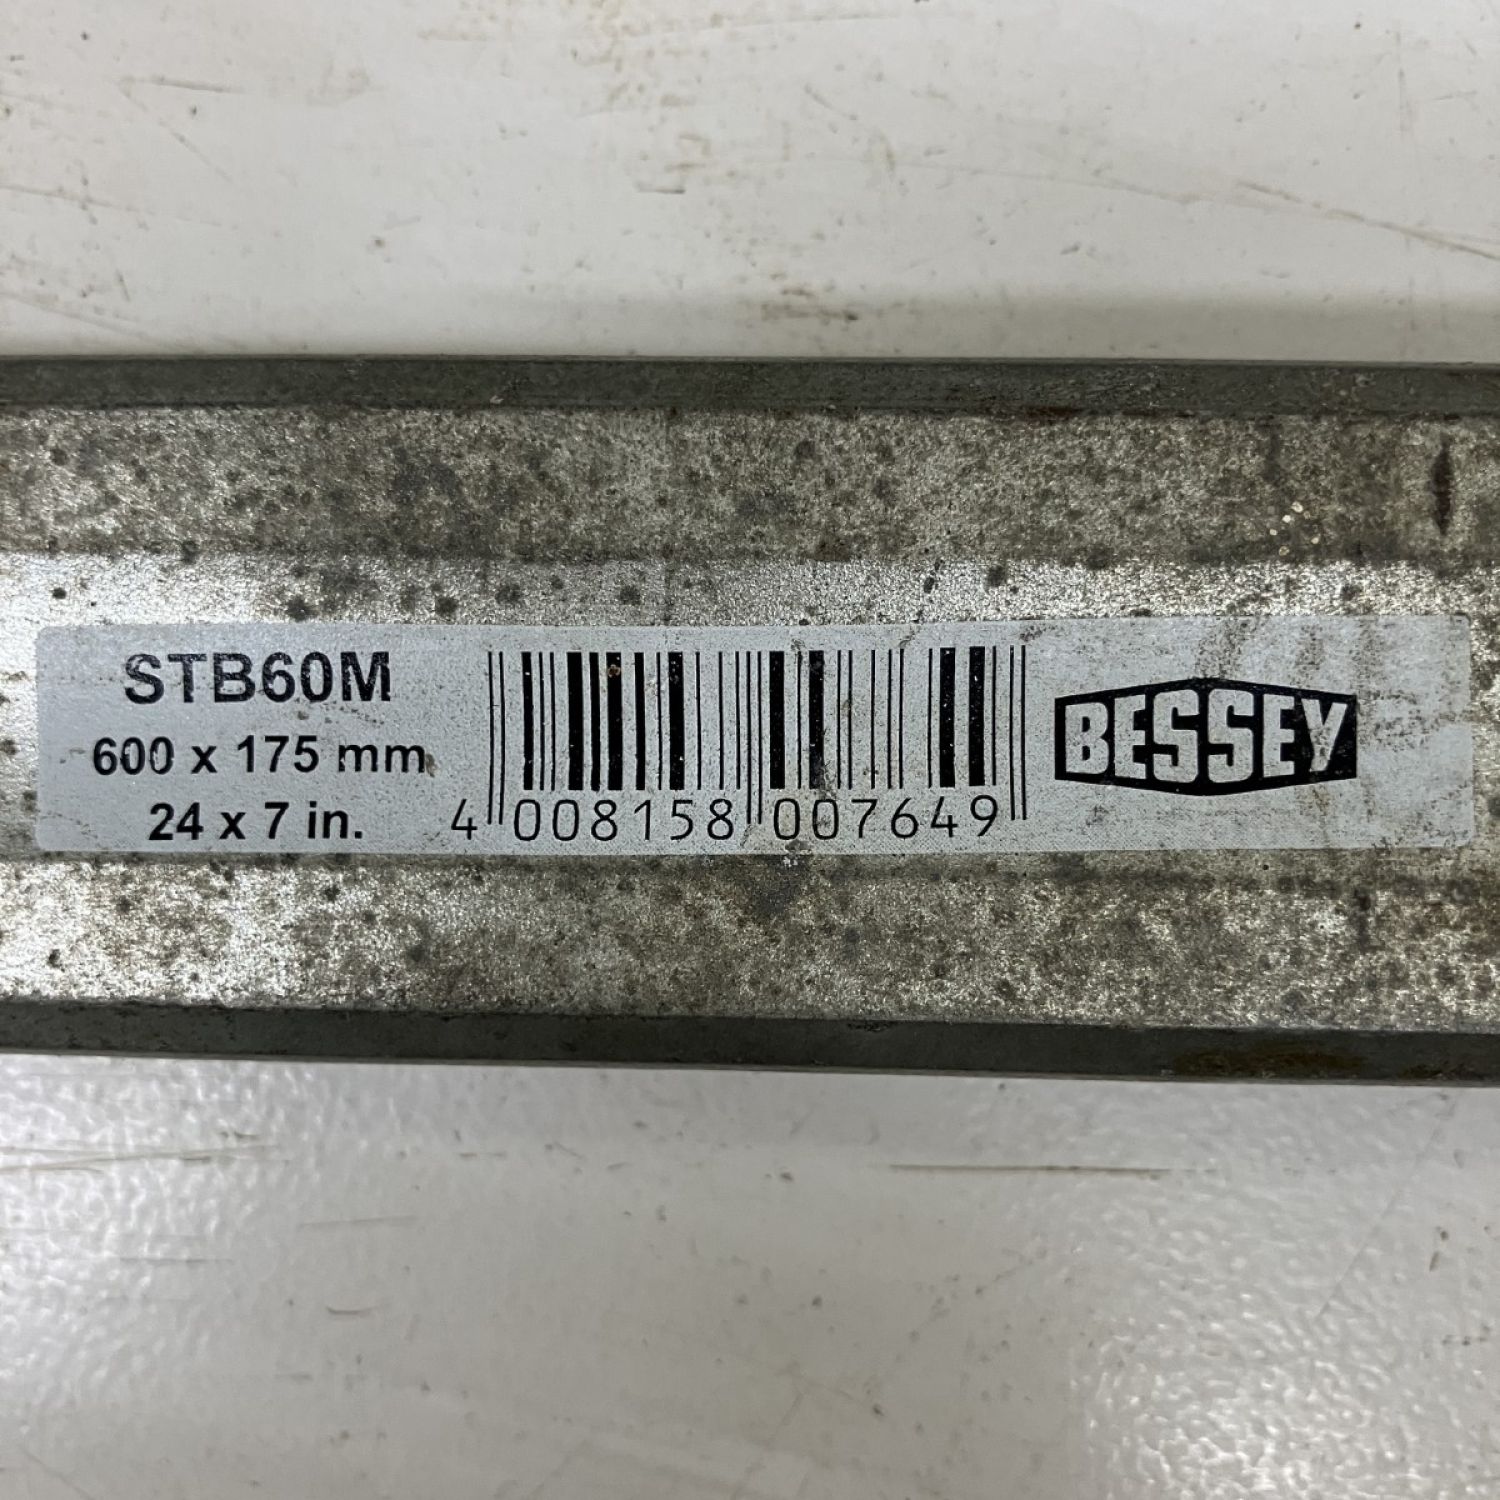 STB60M
600 x 175 mm
24 x 7 in.
4 008158 007649
BESSEY